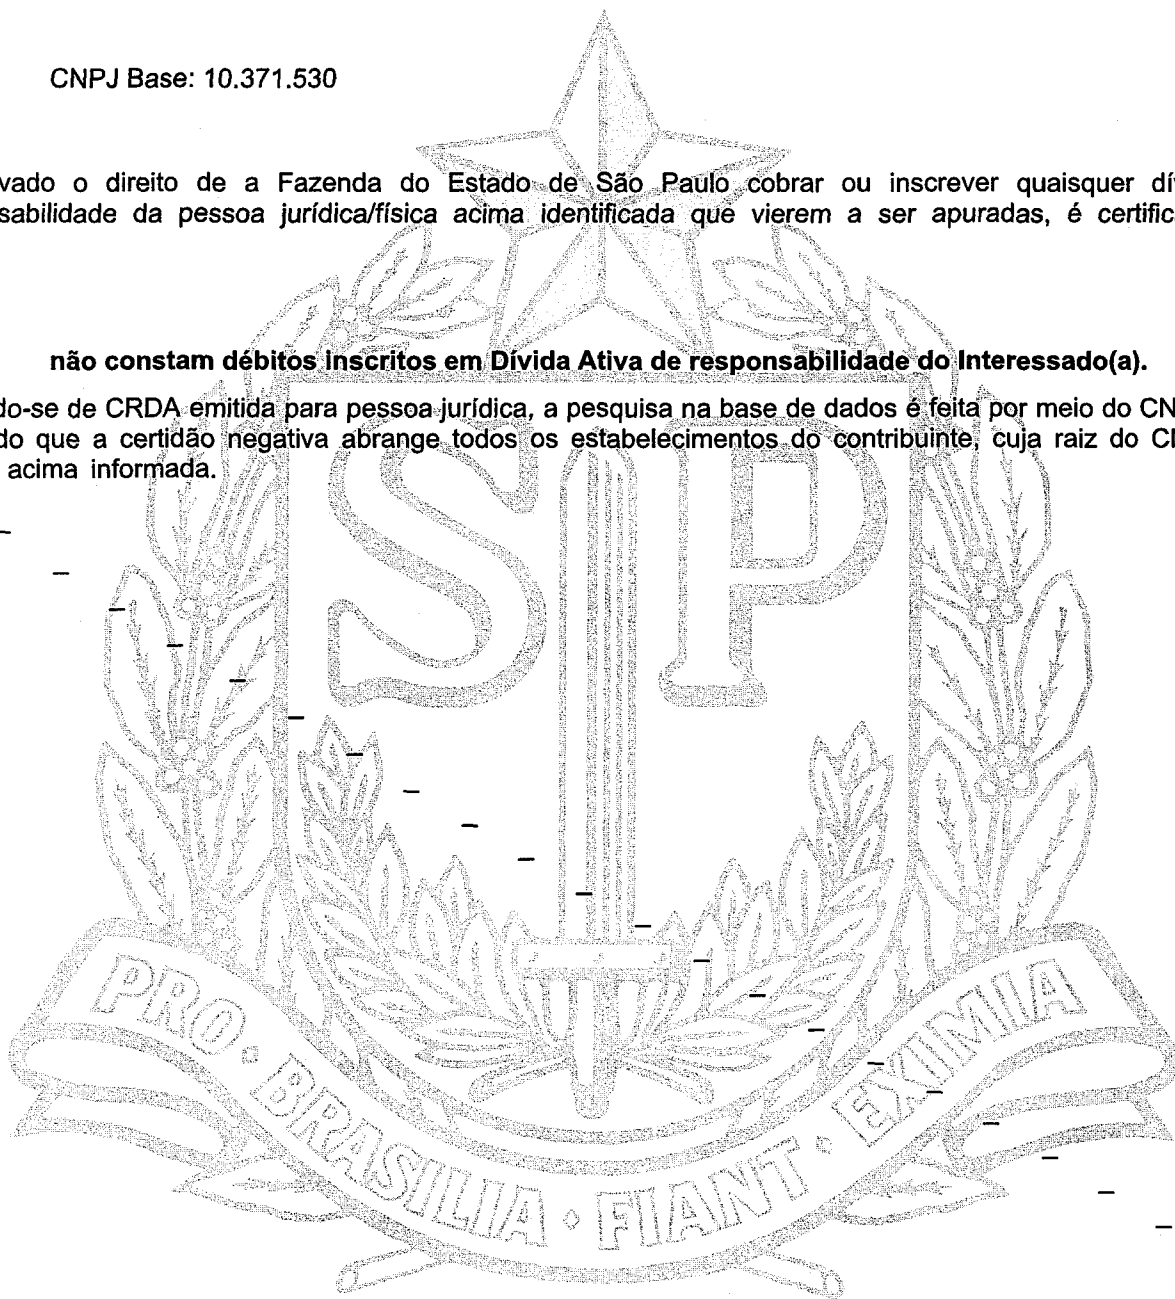 CNPJ Base: 10.371.530
vado o direito de a Fazenda do Estado de São Paulo cobrar ou inscrever quaisquer dí
sabilidade da pessoa jurídica/física acima identificada que vierem a ser apuradas, é certific
não constam débitos inscritos em Dívida Ativa de responsabilidade do Interessado(a).
do-se de CRDA emitida para pessoa jurídica, a pesquisa na base de dados é feita por meio do CN
do que a certidão negativa abrange todos os estabelecimentos do contribuinte, cuja raiz do C
acima informada.
SP
PRO BRASILIA FIANT EXIMIA